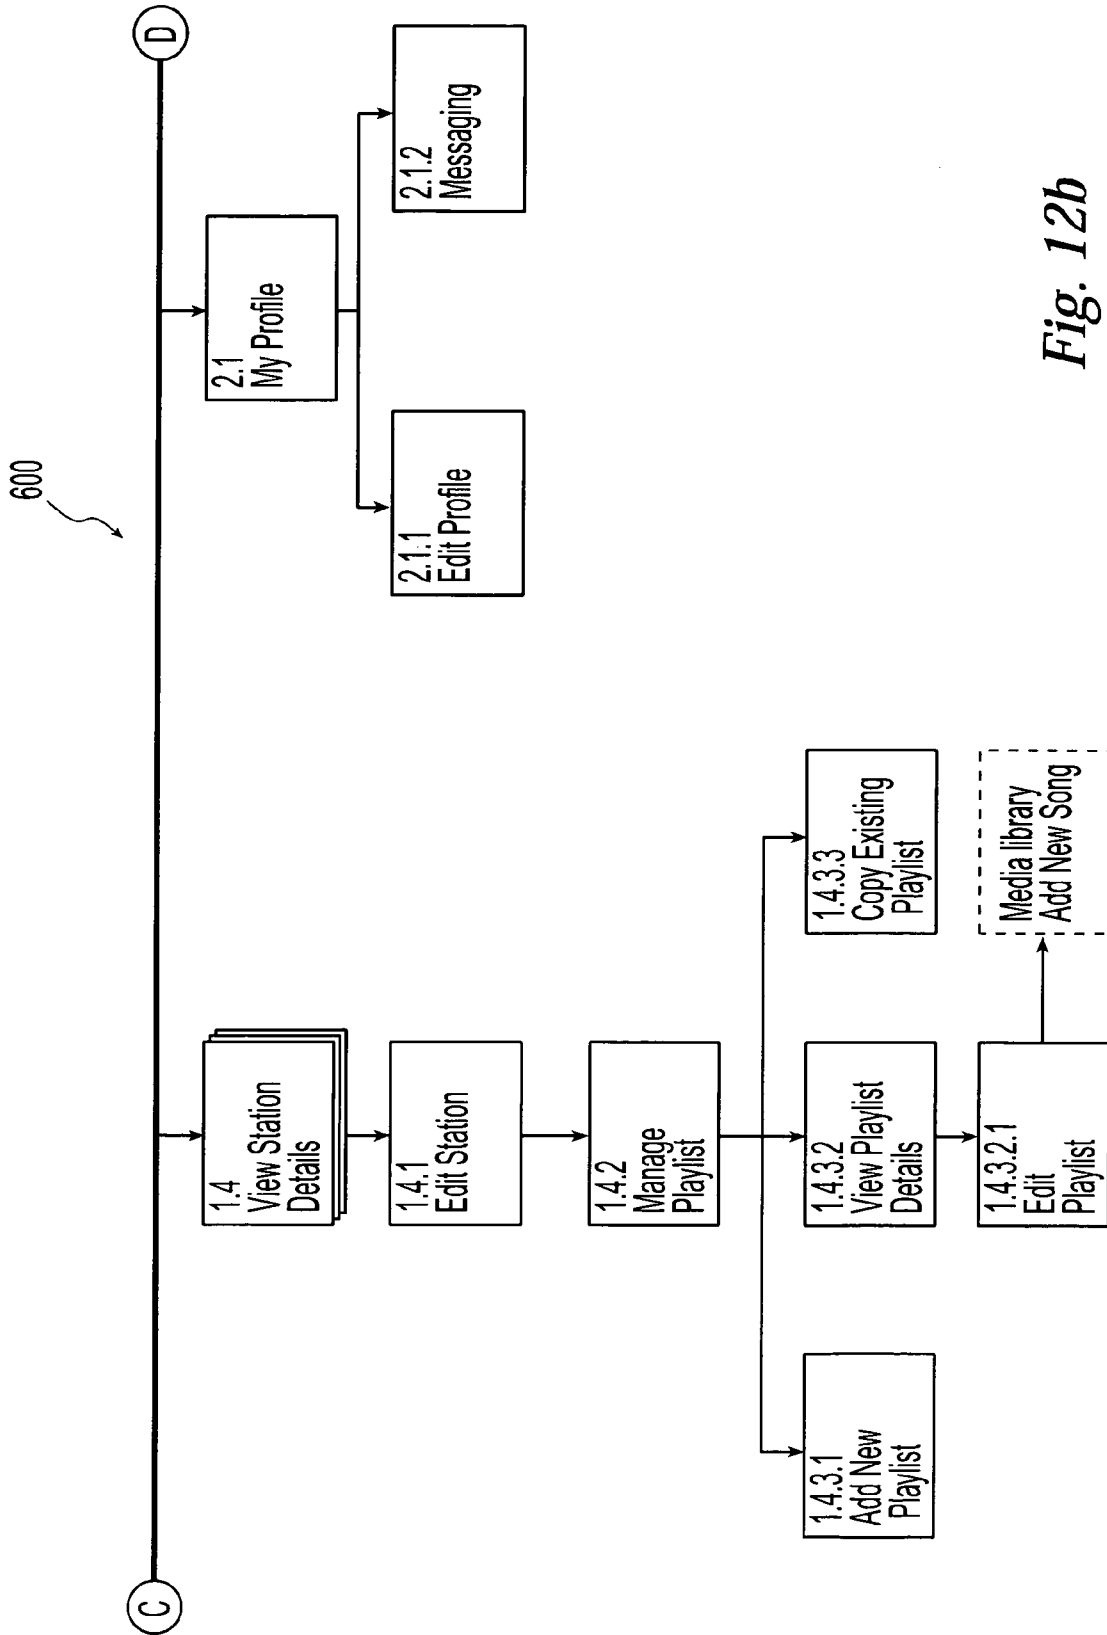 600
C
D
1.4
View Station
Details
2.1
My Profile
1.4.1
Edit Station
2.1.1
Edit Profile
2.1.2
Messaging
1.4.2
Manage
Playlist
1.4.3.1
Add New
Playlist
1.4.3.2
View Playlist
Details
1.4.3.3
Copy Existing
Playlist
1.4.3.2.1
Edit
Playlist
Media library
Add New Song
Fig. 12b